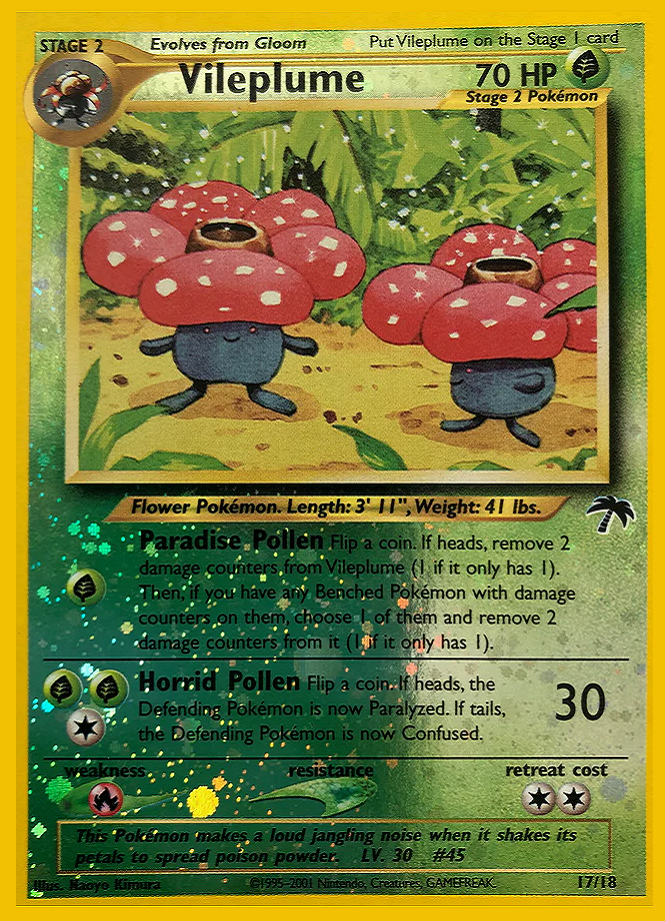 STAGE 2
Evolves from Gloom
Put Vileplume on the Stage 1 card
Vileplume
70 HP
Stage 2 Pokémon
Flower Pokémon. Length: 3' 11", Weight: 41 lbs.
Paradise Pollen Flip a coin. If heads, remove 2
damage counters from Vileplume (1 if it only has 1).
Then, if you have any Benched Pokémon with damage
counters on them, choose 1 of them and remove 2
damage counters from it (1 if it only has 1).
Horrid Pollen Flip a coin. If heads, the
Defending Pokémon is now Paralyzed. If tails,
the Defending Pokémon is now Confused.
30
weakness
resistance
retreat cost
This Pokémon makes a loud jangling noise when it shakes its
petals to spread poison powder. LV. 30 #45
Illus. Naoyo Kimura
©1995-2001 Nintendo, Creatures, GAMEFREAK.
17/18